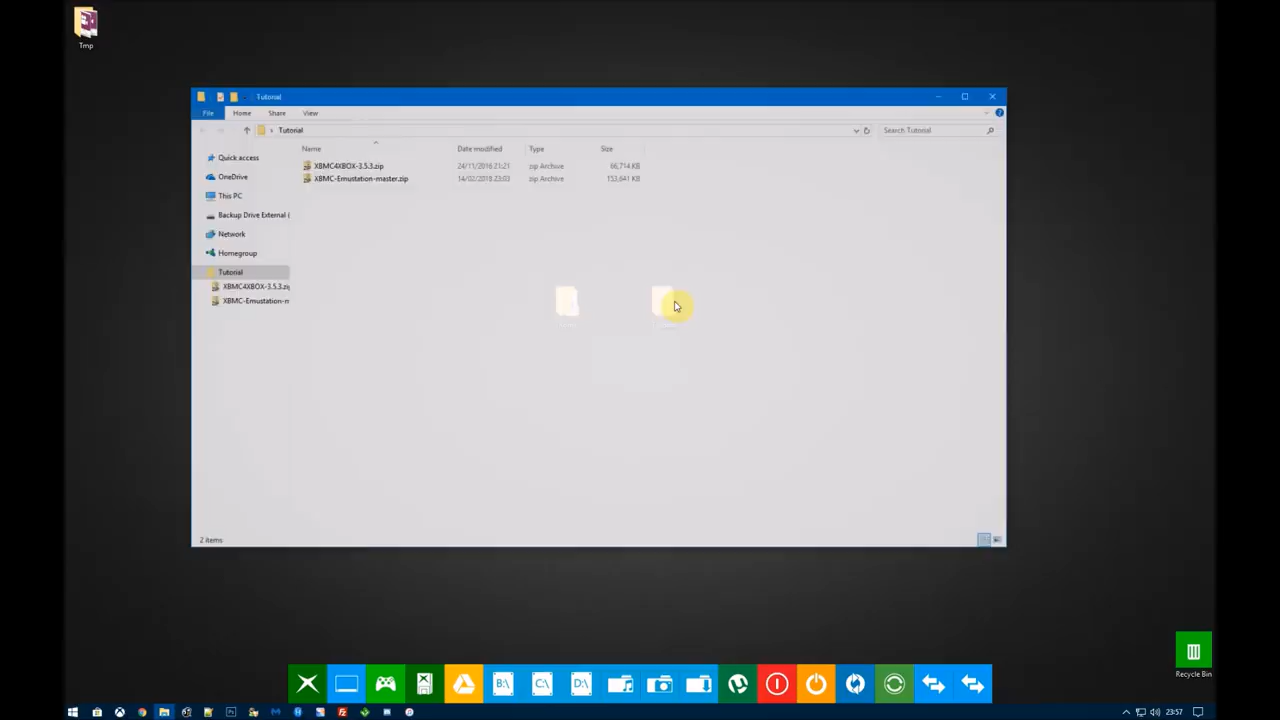 Tmp
Tutorial
File Home Share View
Tutorial
Search Tutorial
Name Date modified Type Size
XBMC4XBOX-3.5.3.zip 24/11/2016 21:21 zip Archive 66,714 KB
XBMC-Emustation-master.zip 14/02/2018 23:03 zip Archive 153,641 KB
Quick access
OneDrive
This PC
Backup Drive External (
Network
Homegroup
Tutorial
XBMC4XBOX-3.5.3.zip
XBMC-Emustation-m
2 items
B:\ C:\ D:\
Recycle Bin
23:57